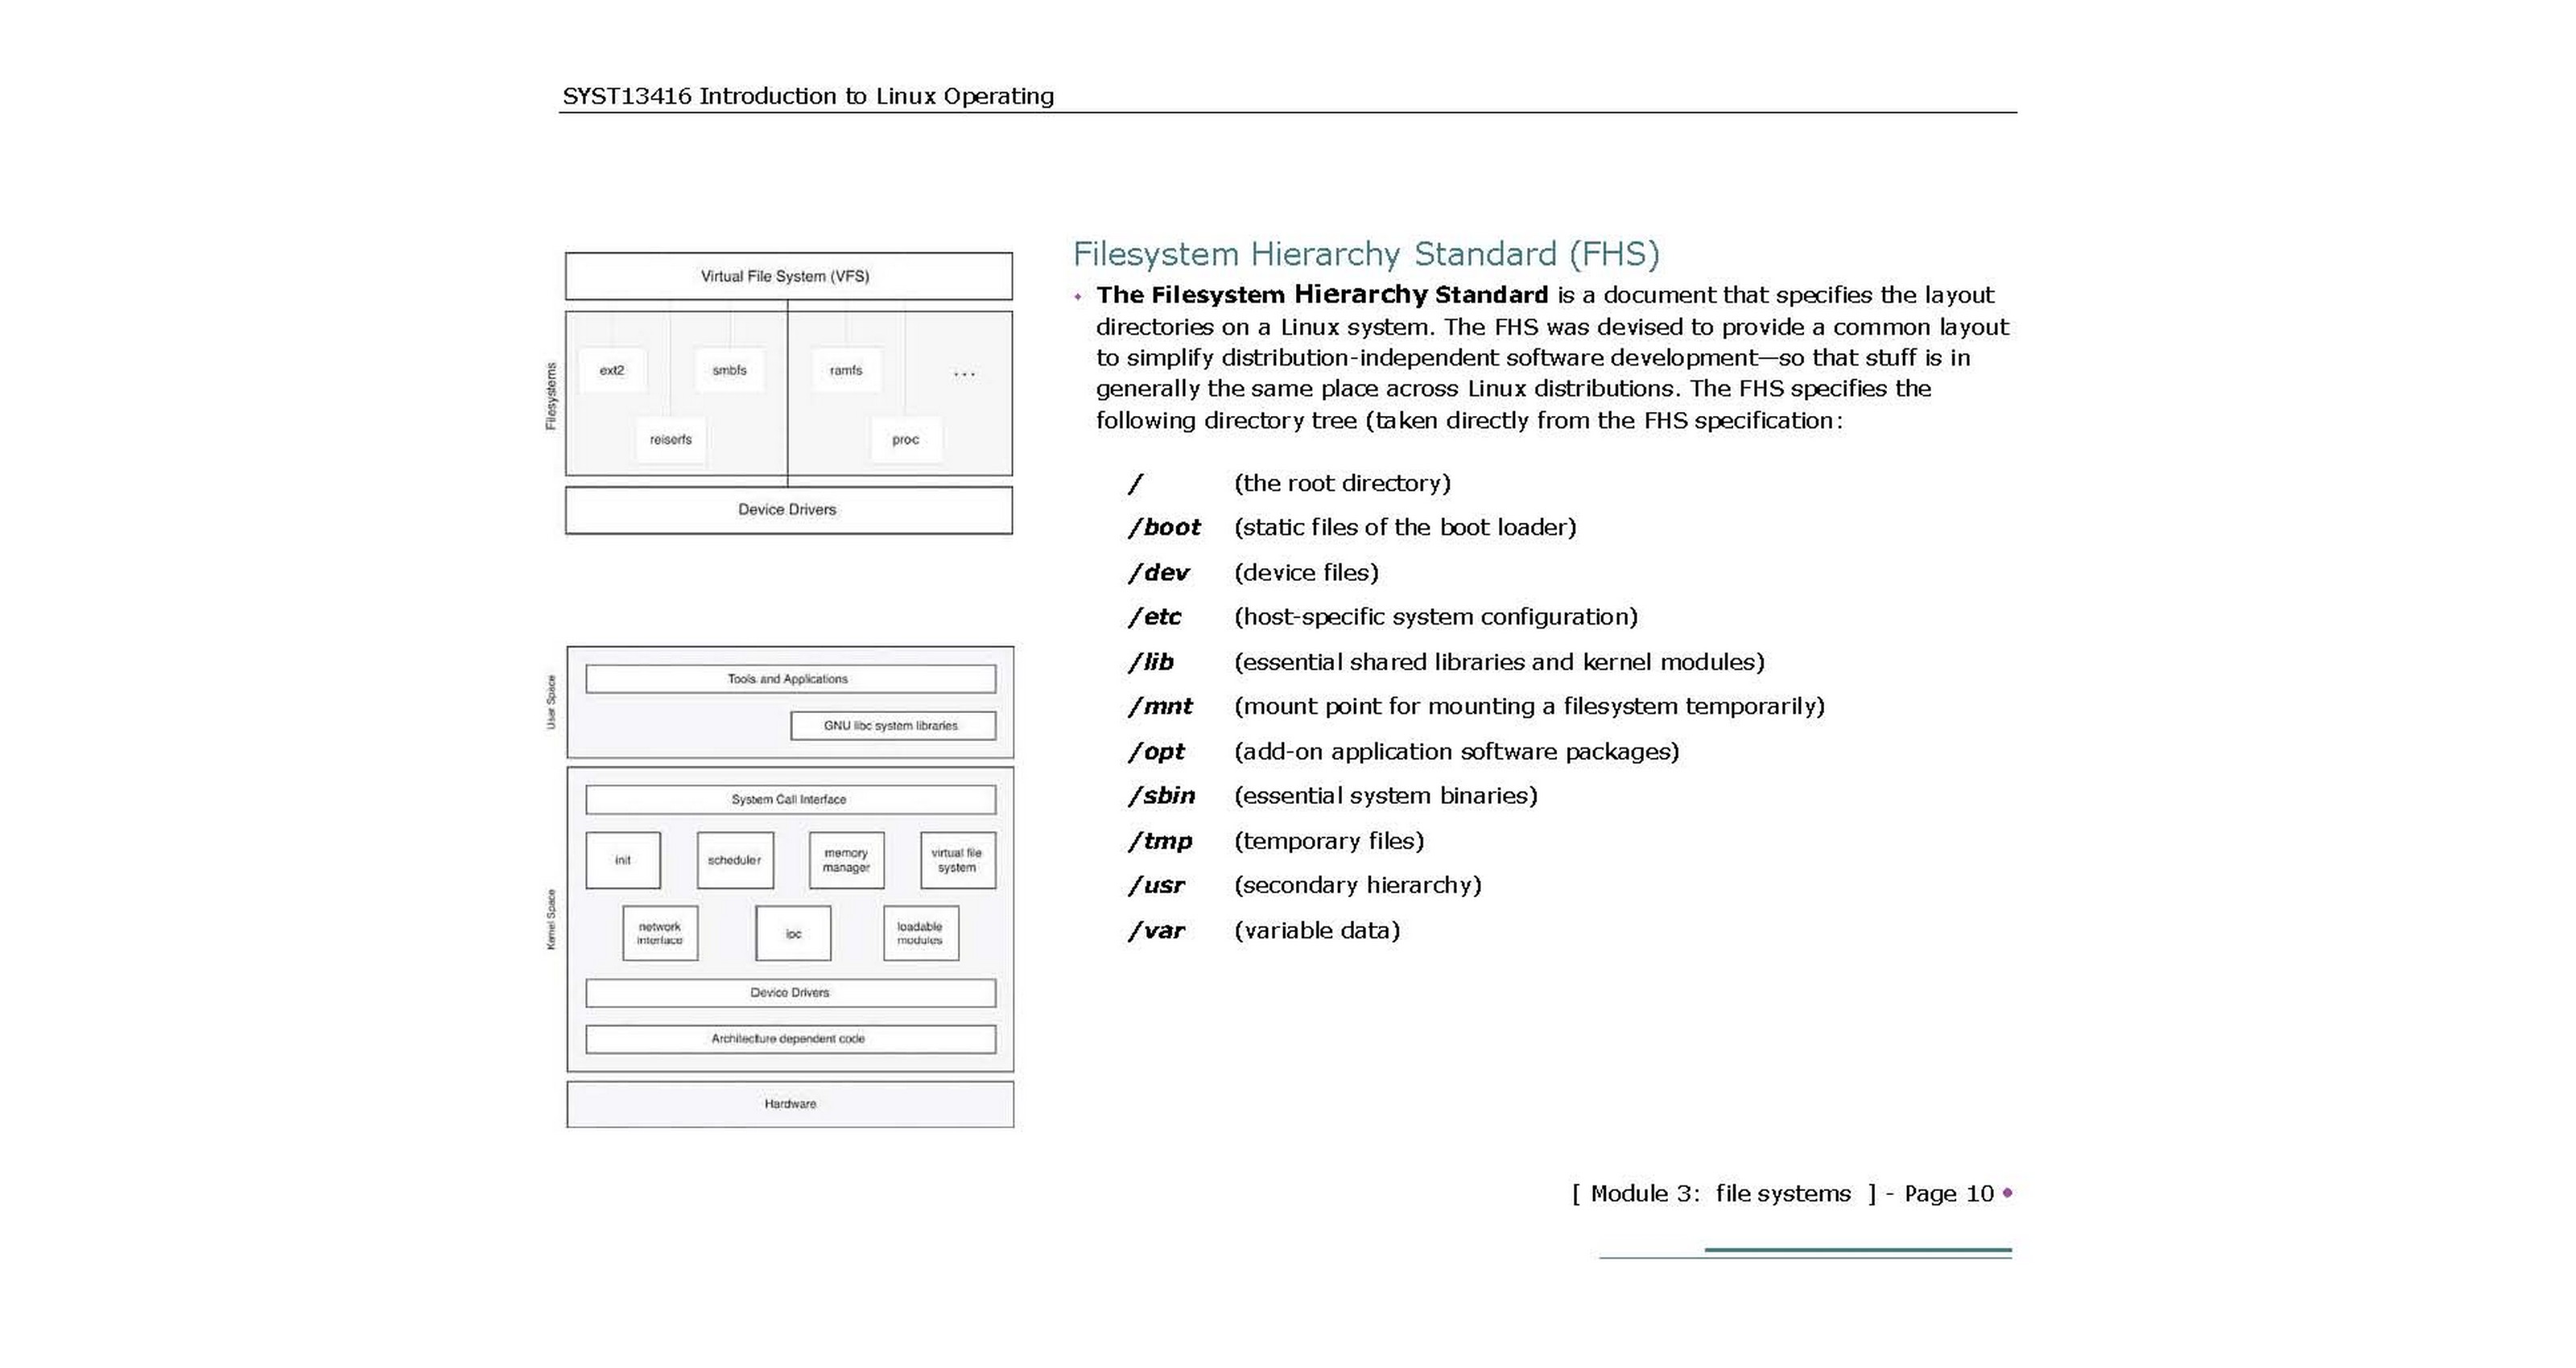 SYST13416 Introduction to Linux Operating
Virtual File System (VFS)
Filesystems
ext2
smbfs
ramfs
...
reiserfs
proc
Device Drivers
User Space
Tools and Applications
GNU libc system libraries
Kernel Space
System Call Interface
init
scheduler
memory
manager
virtual file
system
network
interface
ipc
loadable
modules
Device Drivers
Architecture dependent code
Hardware
Filesystem Hierarchy Standard (FHS)
The Filesystem Hierarchy Standard is a document that specifies the layout
directories on a Linux system. The FHS was devised to provide a common layout
to simplify distribution-independent software development—so that stuff is in
generally the same place across Linux distributions. The FHS specifies the
following directory tree (taken directly from the FHS specification:
/ (the root directory)
/boot (static files of the boot loader)
/dev (device files)
/etc (host-specific system configuration)
/lib (essential shared libraries and kernel modules)
/mnt (mount point for mounting a filesystem temporarily)
/opt (add-on application software packages)
/sbin (essential system binaries)
/tmp (temporary files)
/usr (secondary hierarchy)
/var (variable data)
[ Module 3: file systems ] - Page 10